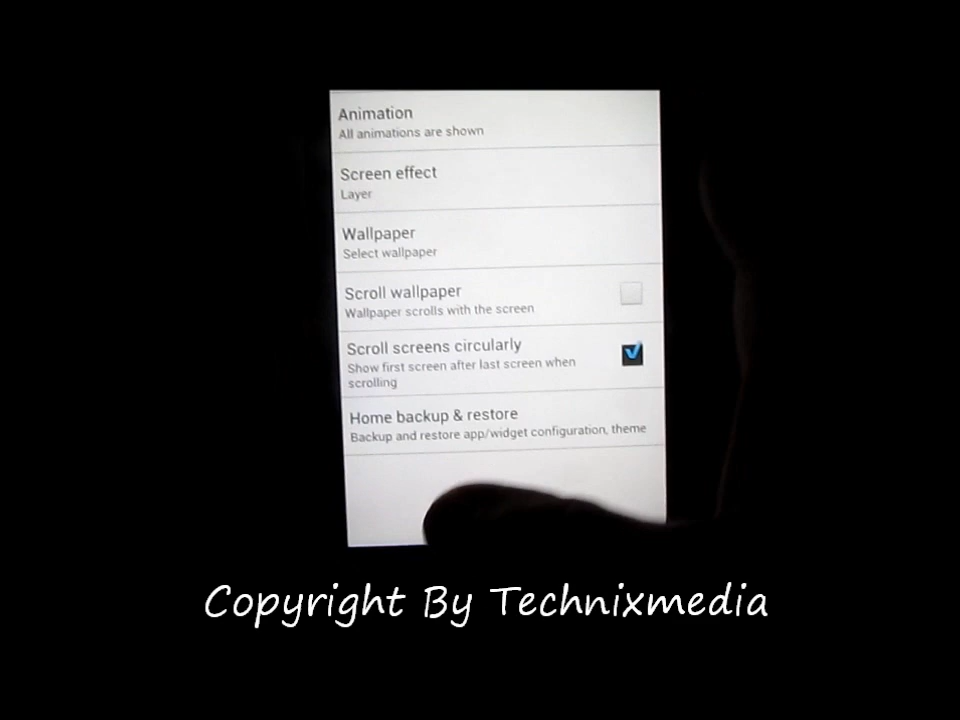 Animation
All animations are shown
Screen effect
Layer
Wallpaper
Select wallpaper
Scroll wallpaper
Wallpaper scrolls with the screen
Scroll screens circularly
Show first screen after last screen when
scrolling
Home backup & restore
Backup and restore app/widget configuration, theme
Copyright By Technixmedia